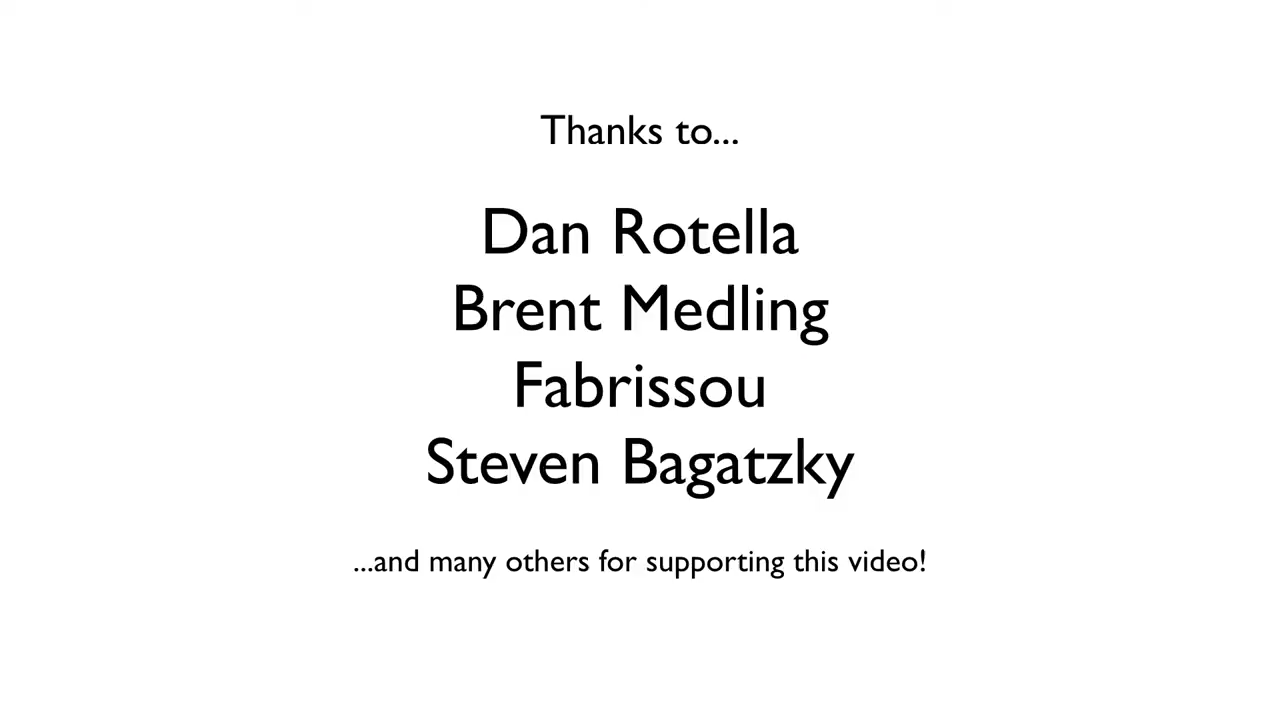 Thanks to...
Dan Rotella
Brent Medling
Fabrissou
Steven Bagatzky
...and many others for supporting this video!